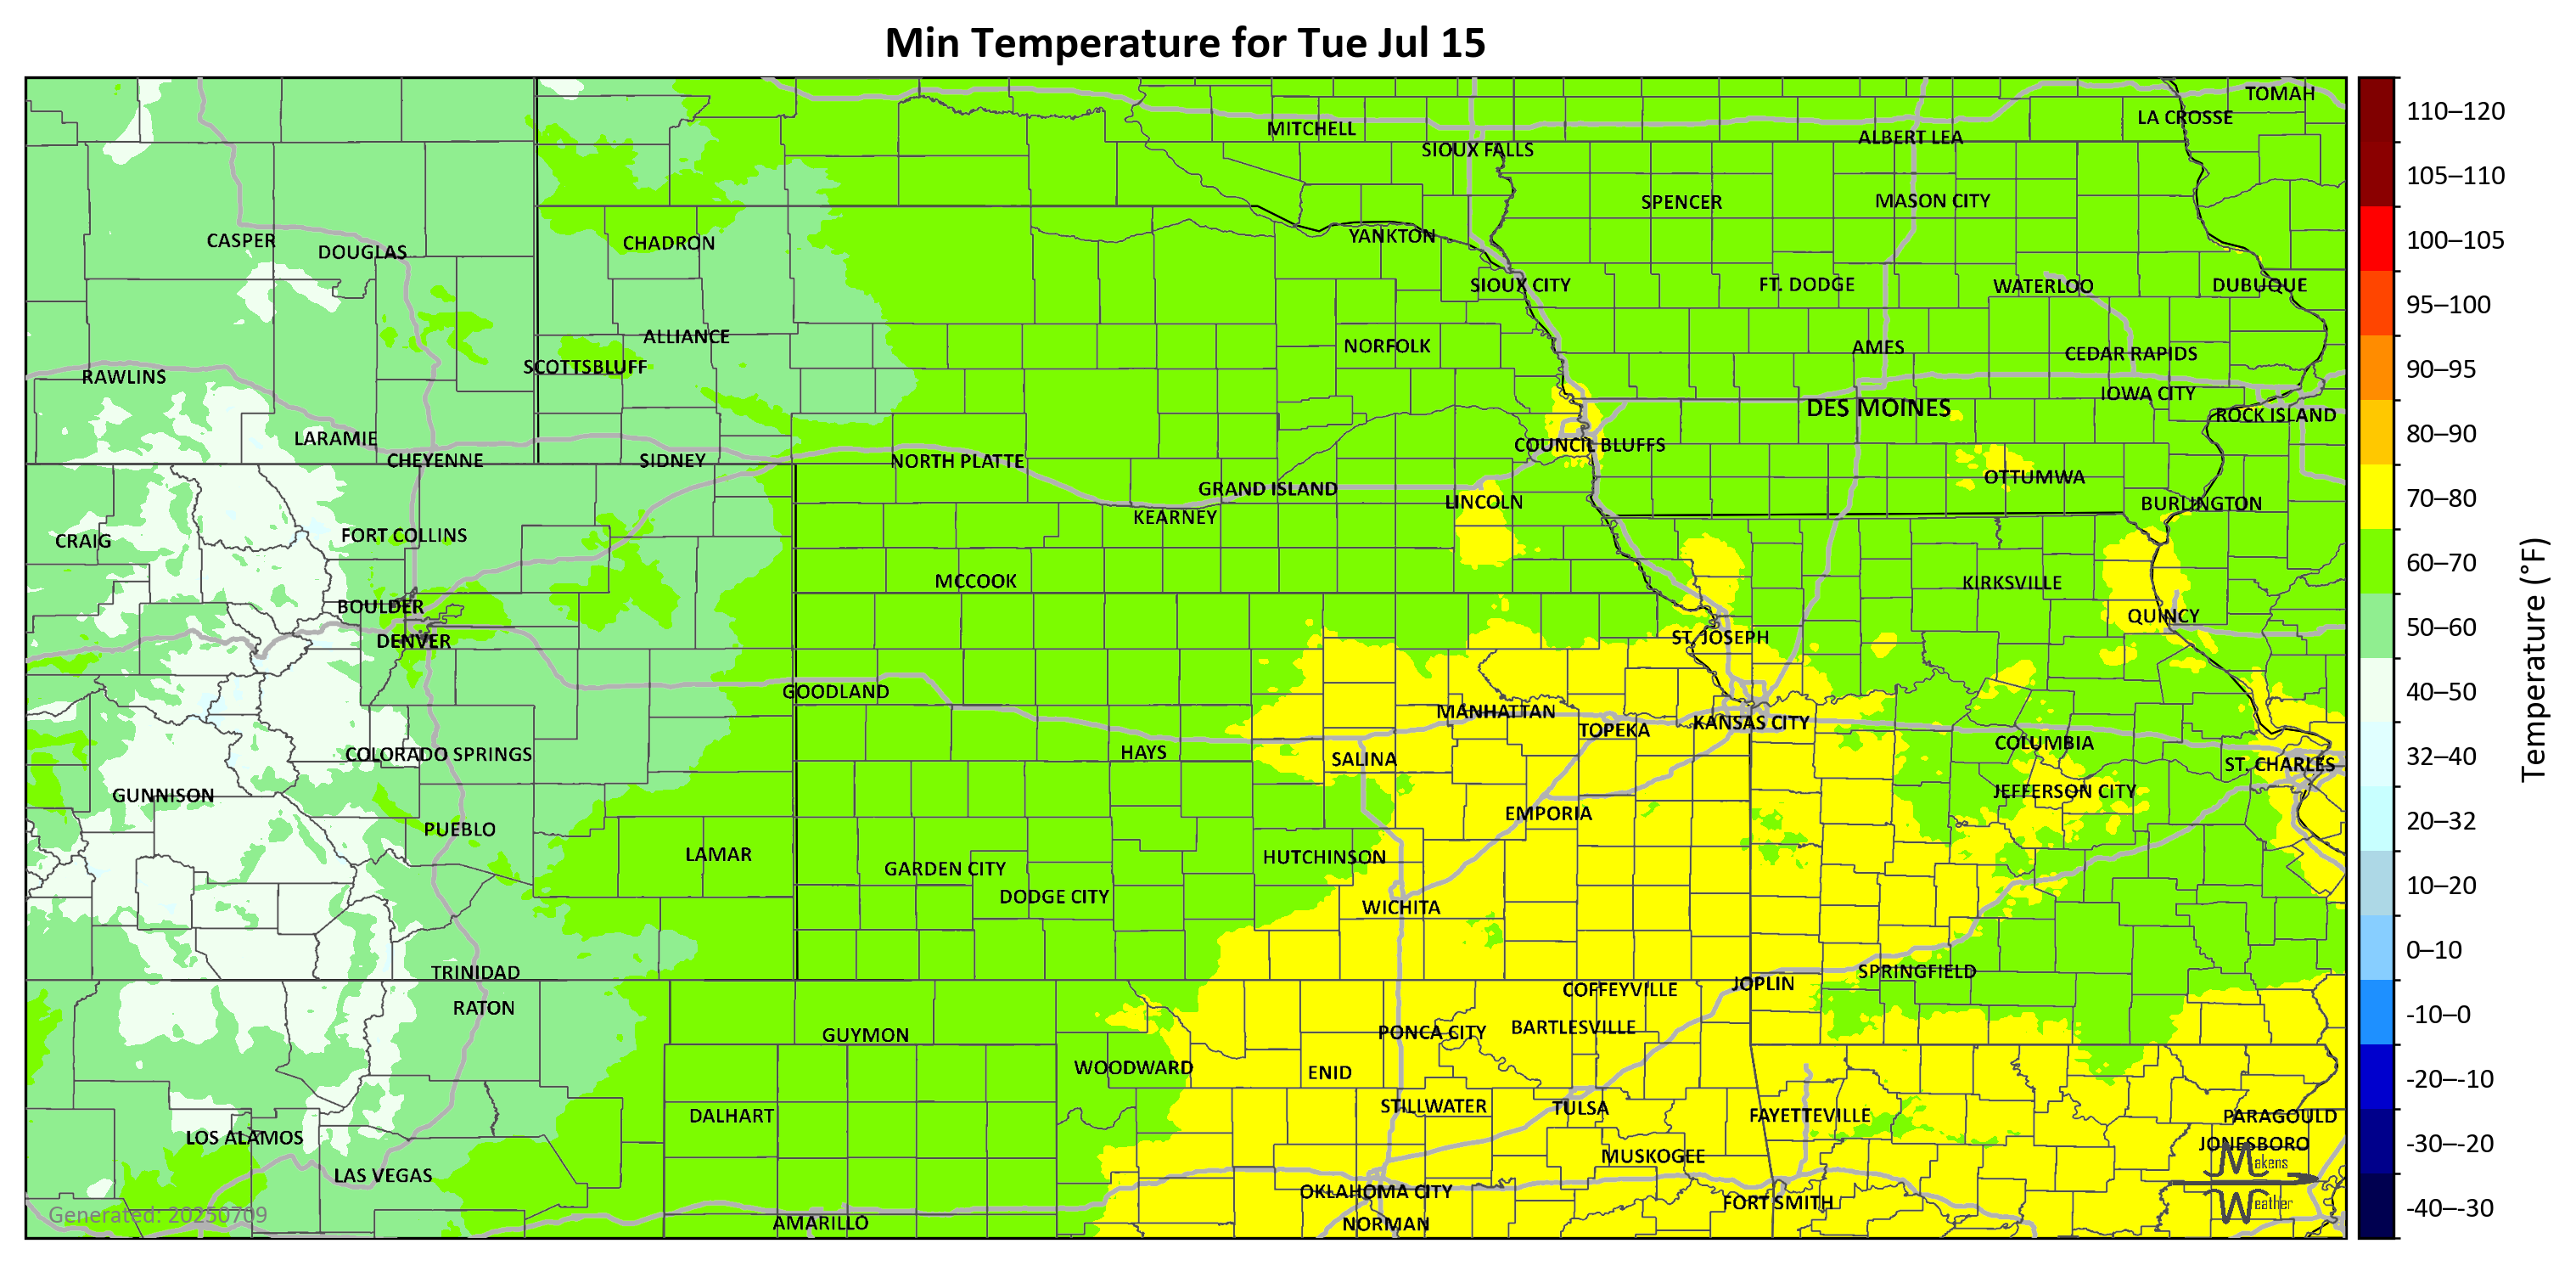 Min Temperature for Tue Jul 15
TOMAH
LA CROSSE
MITCHELL
ALBERT LEA
SIOUX FALLS
SPENCER
MASON CITY
CASPER
DOUGLAS
CHADRON
YANKTON
SIOUX CITY
FT. DODGE
WATERLOO
DUBUQUE
ALLIANCE
NORFOLK
AMES
CEDAR RAPIDS
SCOTTSBLUFF
RAWLINS
IOWA CITY
DES MOINES
ROCK ISLAND
LARAMIE
COUNCIL BLUFFS
CHEYENNE
SIDNEY
NORTH PLATTE
OTTUMWA
GRAND ISLAND
LINCOLN
BURLINGTON
KEARNEY
FORT COLLINS
CRAIG
MCCOOK
KIRKSVILLE
BOULDER
QUINCY
DENVER
ST. JOSEPH
GOODLAND
MANHATTAN
TOPEKA
KANSAS CITY
COLUMBIA
COLORADO SPRINGS
HAYS
SALINA
ST. CHARLES
GUNNISON
JEFFERSON CITY
EMPORIA
PUEBLO
LAMAR
HUTCHINSON
GARDEN CITY
DODGE CITY
WICHITA
TRINIDAD
SPRINGFIELD
JOPLIN
COFFEYVILLE
RATON
GUYMON
PONCA CITY
BARTLESVILLE
WOODWARD
ENID
STILLWATER
TULSA
DALHART
FAYETTEVILLE
PARAGOULD
LOS ALAMOS
JONESBORO
MUSKOGEE
LAS VEGAS
OKLAHOMA CITY
FORT SMITH
AMARILLO
NORMAN
Generated: 20250709
Makens
Weather
110–120
105–110
100–105
95–100
90–95
80–90
70–80
60–70
50–60
40–50
32–40
20–32
10–20
0–10
-10–0
-20–-10
-30–-20
-40–-30
Temperature (°F)